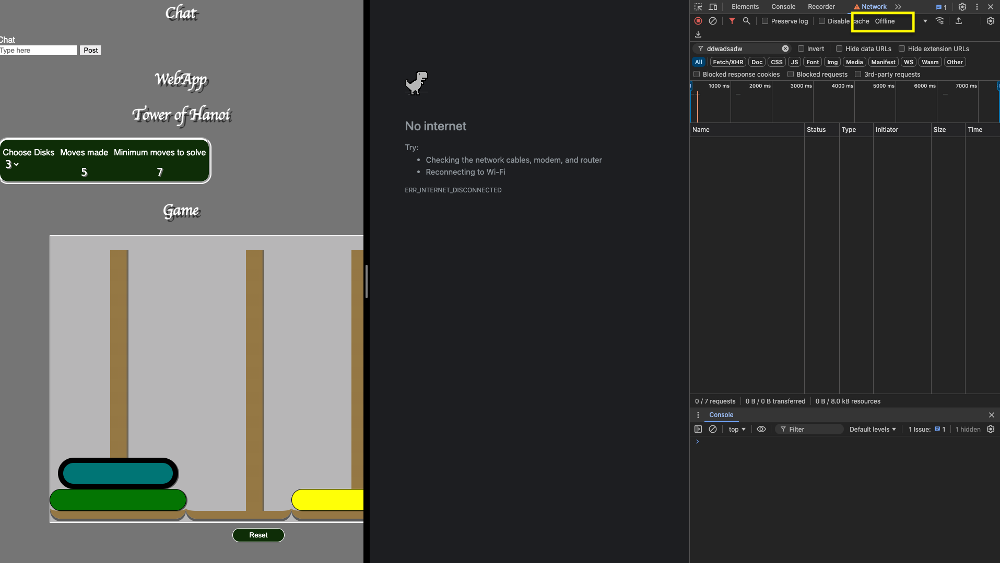 Chat
Chat
Type here Post
WebApp
Tower of Hanoi
Choose Disks Moves made Minimum moves to solve
3 5 7
Game
Reset
No internet
Try:
• Checking the network cables, modem, and router
• Reconnecting to Wi-Fi
ERR_INTERNET_DISCONNECTED
Elements Console Recorder Network 1
Preserve log Disable cache Offline
ddwadsadw Invert Hide data URLs Hide extension URLs
All Fetch/XHR Doc CSS JS Font Img Media Manifest WS Wasm Other
Blocked response cookies Blocked requests 3rd-party requests
1000 ms 2000 ms 3000 ms 4000 ms 5000 ms 6000 ms 7000 ms
Name Status Type Initiator Size Time
0 / 7 requests 0 B / 0 B transferred 0 B / 8.0 kB resources
Console
top Filter Default levels 1 Issue: 1 1 hidden